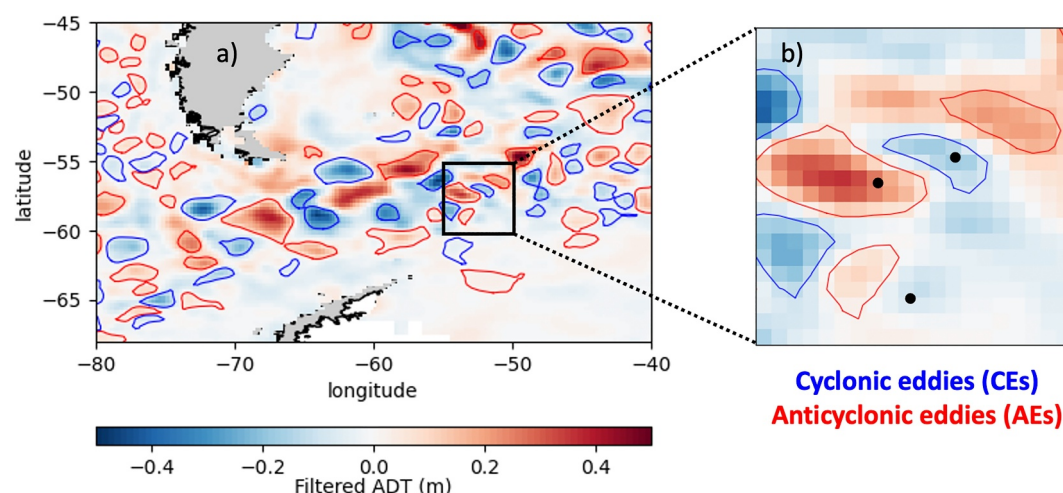 a)
b)
−45
−50
−55
−60
−65
latitude
−80
−70
−60
−50
−40
longitude
−0.4
−0.2
0.0
0.2
0.4
Filtered ADT (m)
Cyclonic eddies (CEs)
Anticyclonic eddies (AEs)